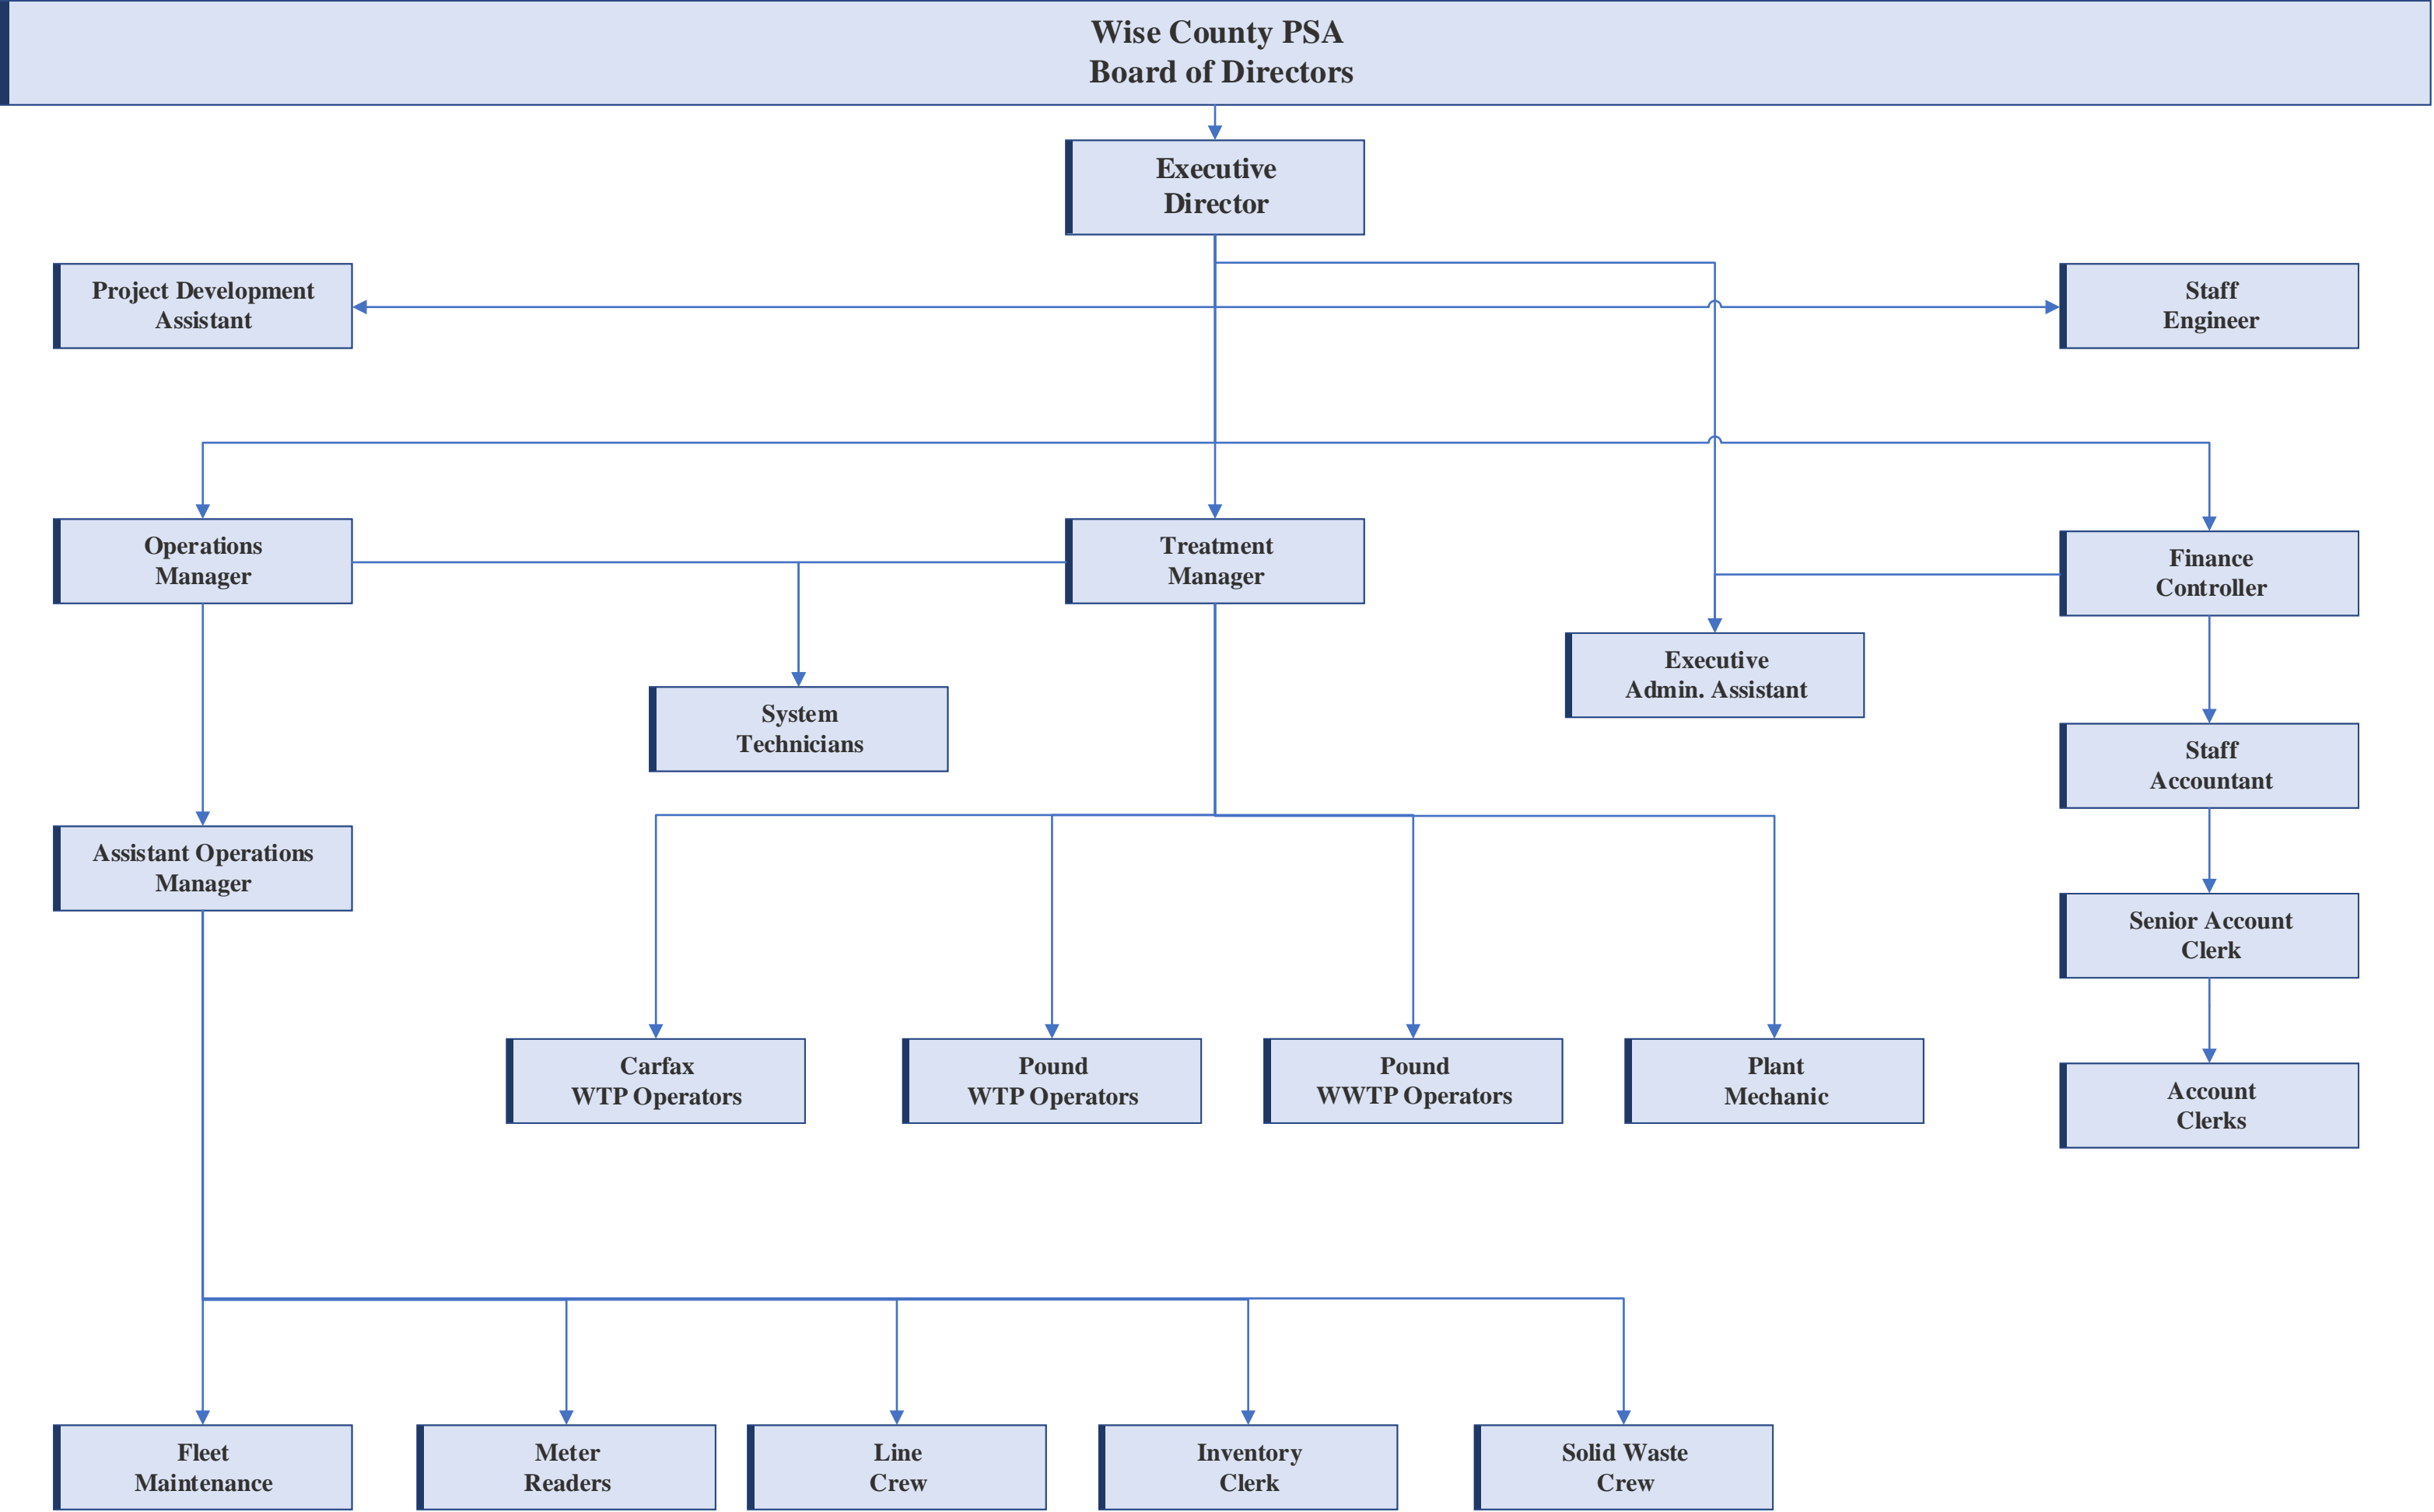 Wise County PSA
Board of Directors
Executive
Director
Project Development
Assistant
Staff
Engineer
Operations
Manager
Treatment
Manager
Finance
Controller
Executive
Admin. Assistant
System
Technicians
Staff
Accountant
Assistant Operations
Manager
Senior Account
Clerk
Carfax
WTP Operators
Pound
WTP Operators
Pound
WWTP Operators
Plant
Mechanic
Account
Clerks
Fleet
Maintenance
Meter
Readers
Line
Crew
Inventory
Clerk
Solid Waste
Crew